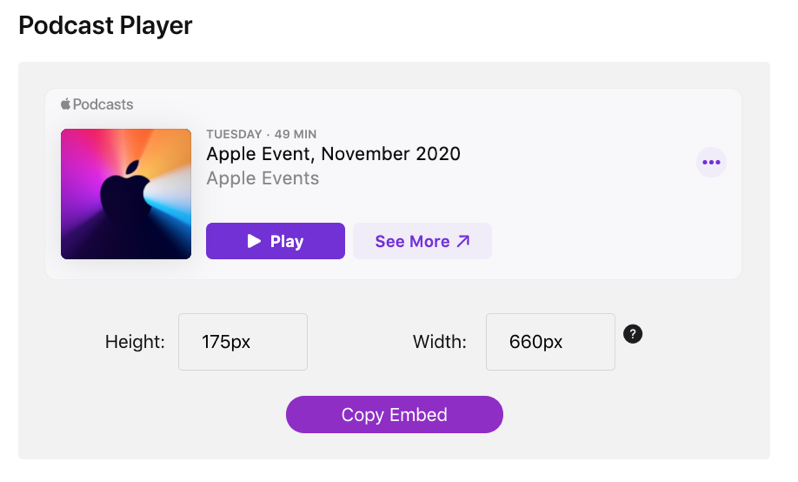 Podcast Player
Podcasts
TUESDAY · 49 MIN
Apple Event, November 2020
Apple Events
Play
See More
Height:
175px
Width:
660px
?
Copy Embed